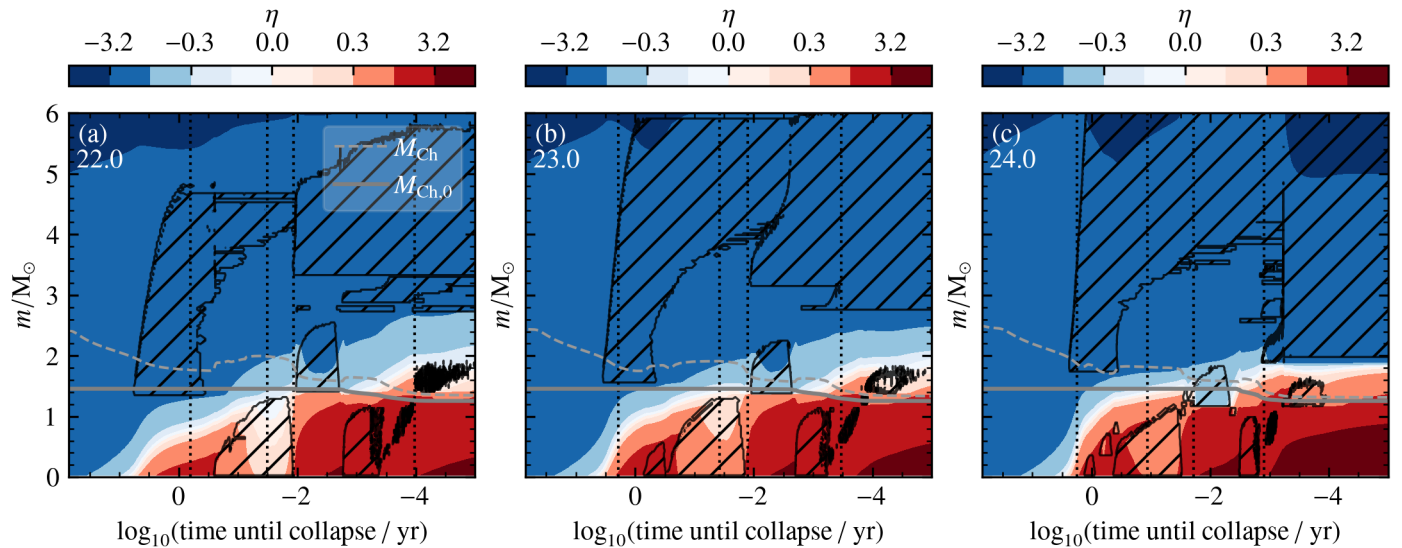 η η η
−3.2 −0.3 0.0 0.3 3.2 −3.2 −0.3 0.0 0.3 3.2 −3.2 −0.3 0.0 0.3 3.2
6
5
4
3
2
1
0
m/M⊙
(a)
22.0
M_Ch
M_Ch,0
0 −2 −4
log₁₀(time until collapse / yr)
m/M⊙
(b)
23.0
0 −2 −4
log₁₀(time until collapse / yr)
m/M⊙
(c)
24.0
0 −2 −4
log₁₀(time until collapse / yr)